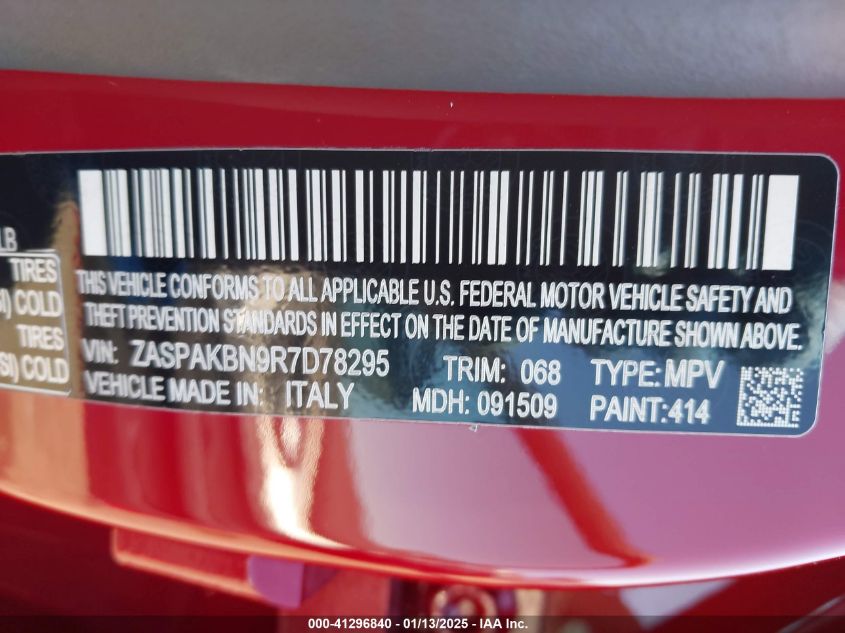 LB
TIRES
SI) COLD
TIRES
SI) COLD
THIS VEHICLE CONFORMS TO ALL APPLICABLE U.S. FEDERAL MOTOR VEHICLE SAFETY AND
THEFT PREVENTION STANDARDS IN EFFECT ON THE DATE OF MANUFACTURE SHOWN ABOVE.
VIN: ZASPAKBN9R7D78295 TRIM: 068 TYPE: MPV
VEHICLE MADE IN: ITALY MDH: 091509 PAINT:414
000-41296840 - 01/13/2025 - IAA Inc.